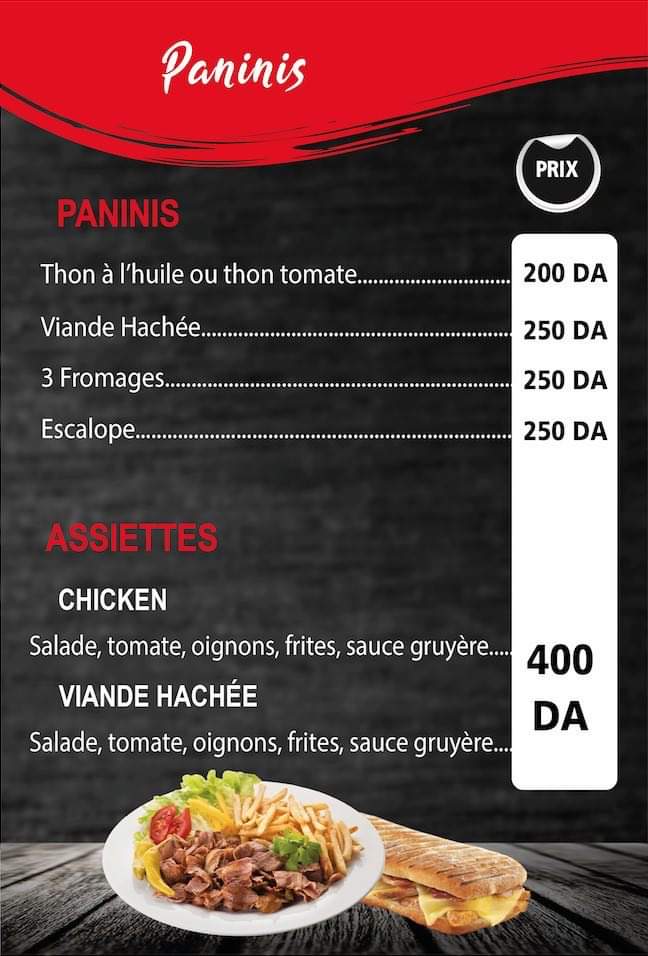 Paninis
PRIX
PANINIS
Thon à l’huile ou thon tomate............................. 200 DA
Viande Hachée........................................................... 250 DA
3 Fromages.................................................................. 250 DA
Escalope....................................................................... 250 DA
ASSIETTES
CHICKEN
Salade, tomate, oignons, frites, sauce gruyère.....
400
VIANDE HACHÉE
DA
Salade, tomate, oignons, frites, sauce gruyère....